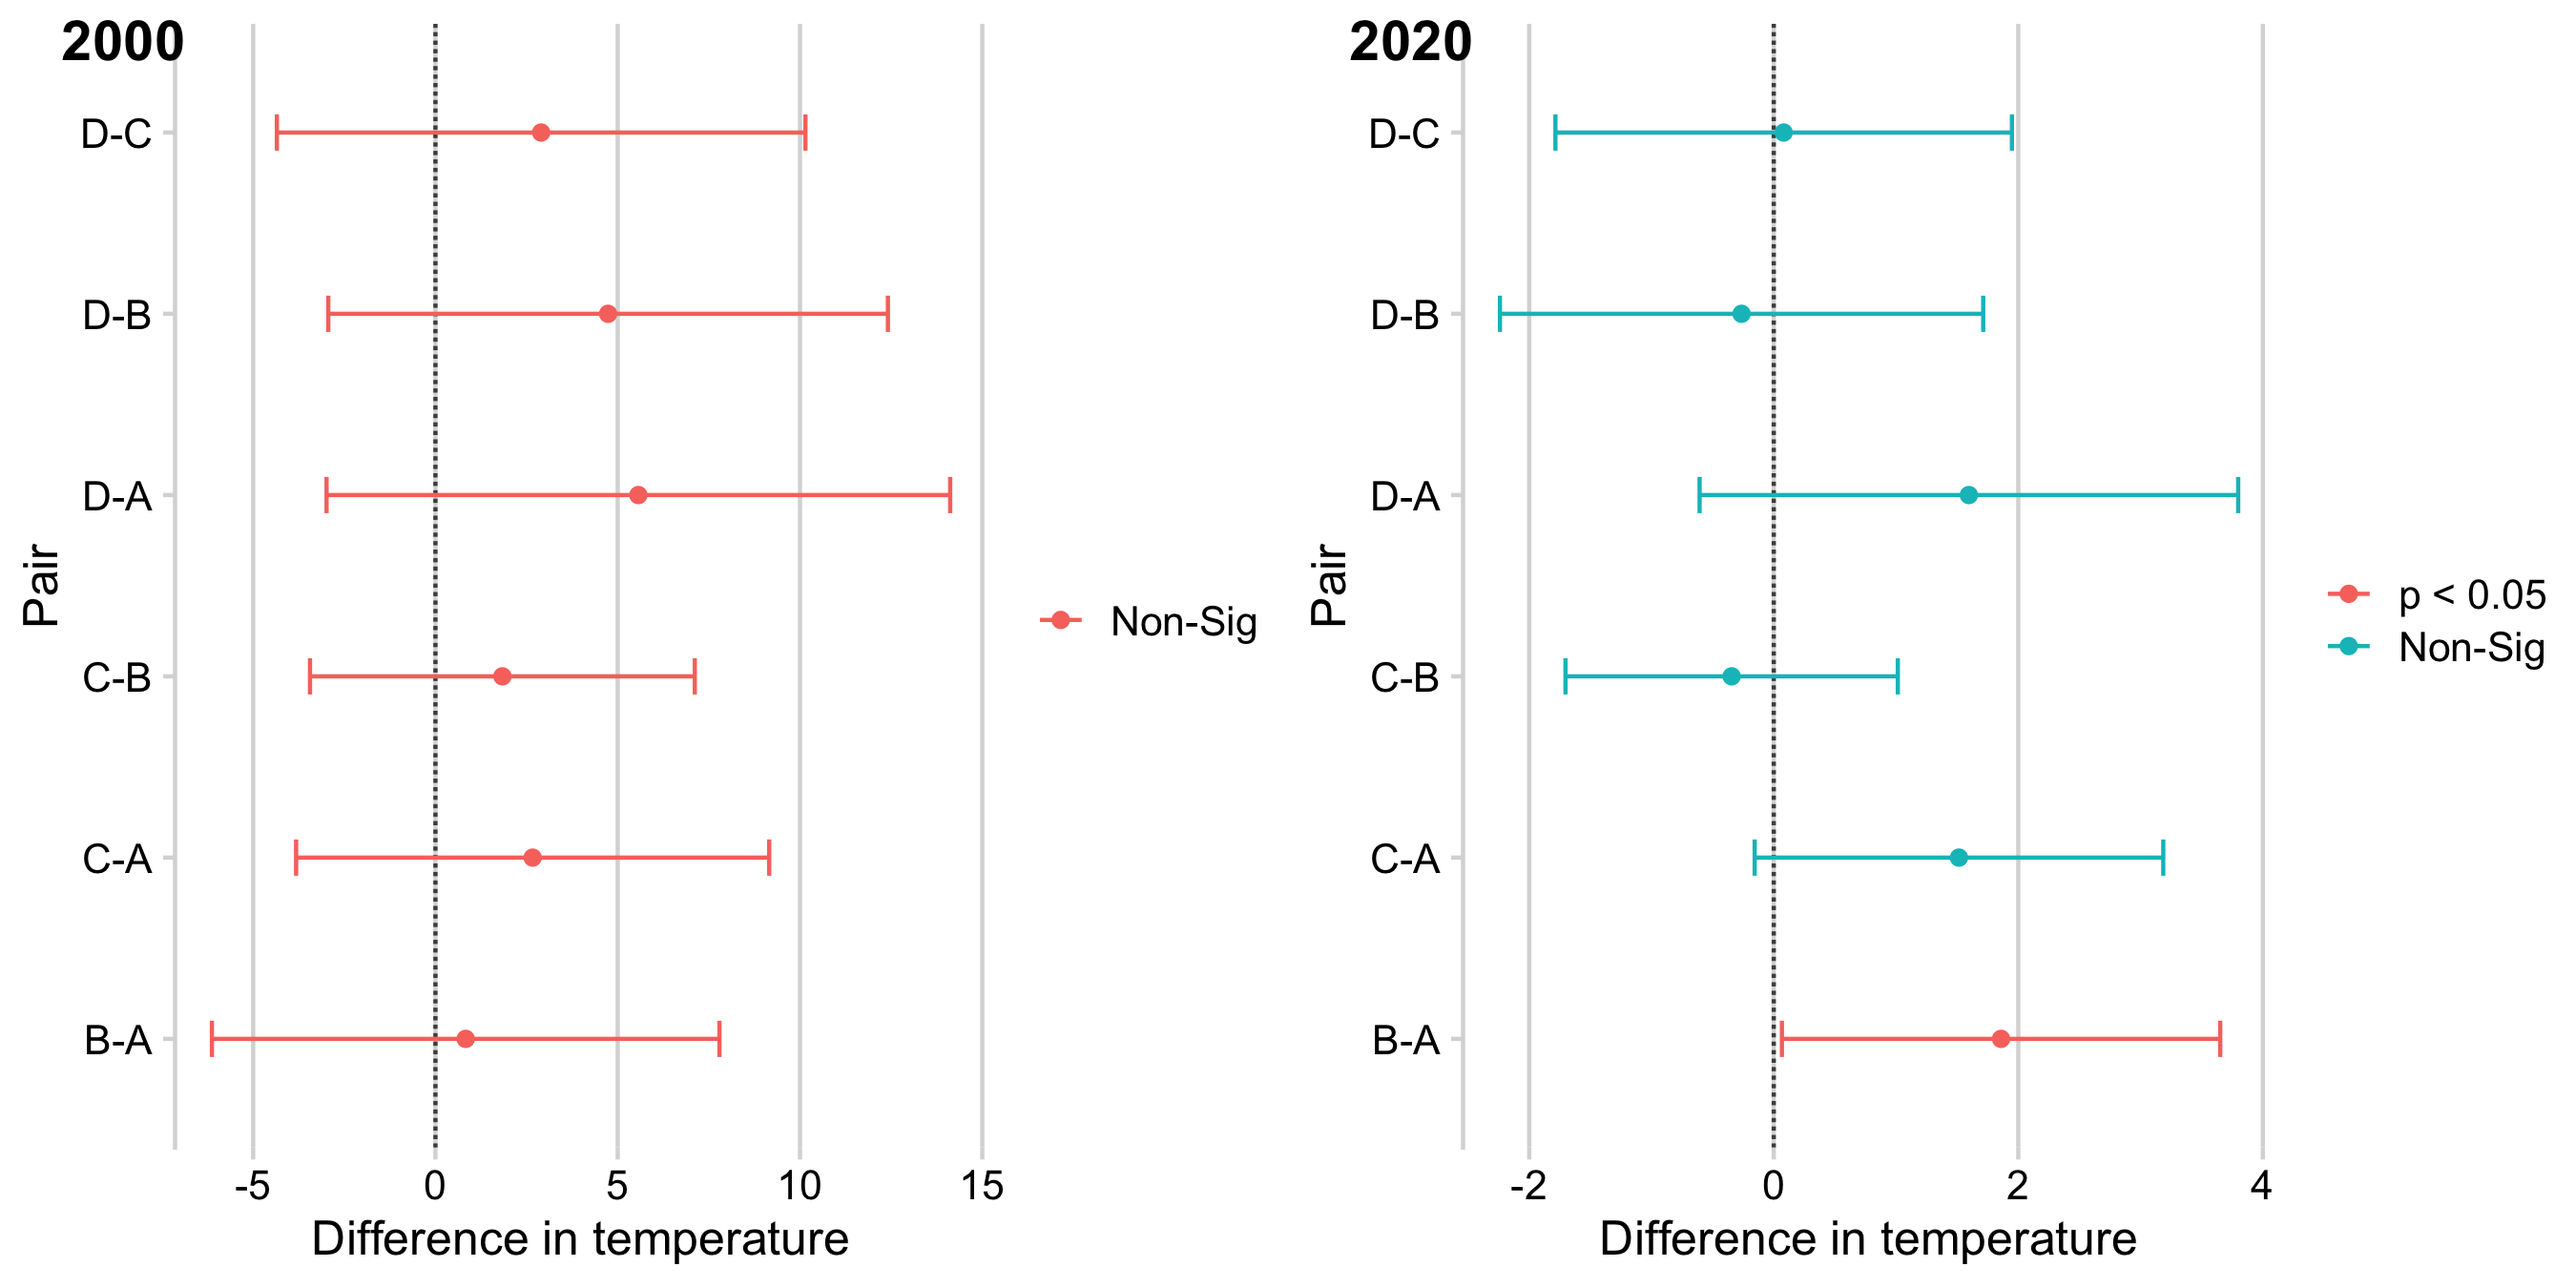 2000
D-C
D-B
D-A
C-B
C-A
B-A
Pair
-5 0 5 10 15
Difference in temperature
Non-Sig
2020
D-C
D-B
D-A
C-B
C-A
B-A
Pair
-2 0 2 4
Difference in temperature
p < 0.05
Non-Sig